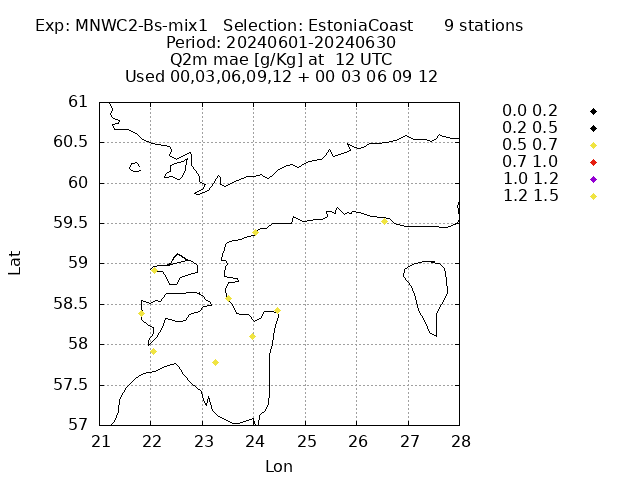 Exp: MNWC2-Bs-mix1 Selection: EstoniaCoast 9 stations
Period: 20240601-20240630
Q2m mae [g/Kg] at 12 UTC
Used 00,03,06,09,12 + 00 03 06 09 12
61
60.5
60
59.5
59
58.5
58
57.5
57
Lat
21 22 23 24 25 26 27 28
Lon
0.0 0.2
0.2 0.5
0.5 0.7
0.7 1.0
1.0 1.2
1.2 1.5